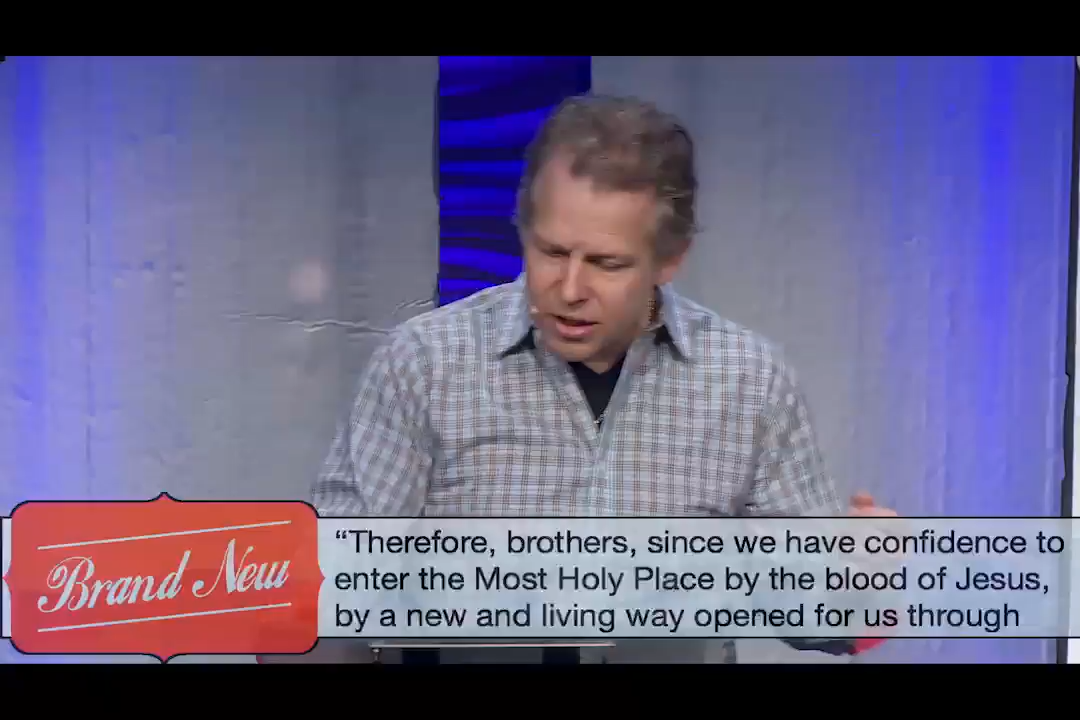 Brand New
“Therefore, brothers, since we have confidence to
enter the Most Holy Place by the blood of Jesus,
by a new and living way opened for us through